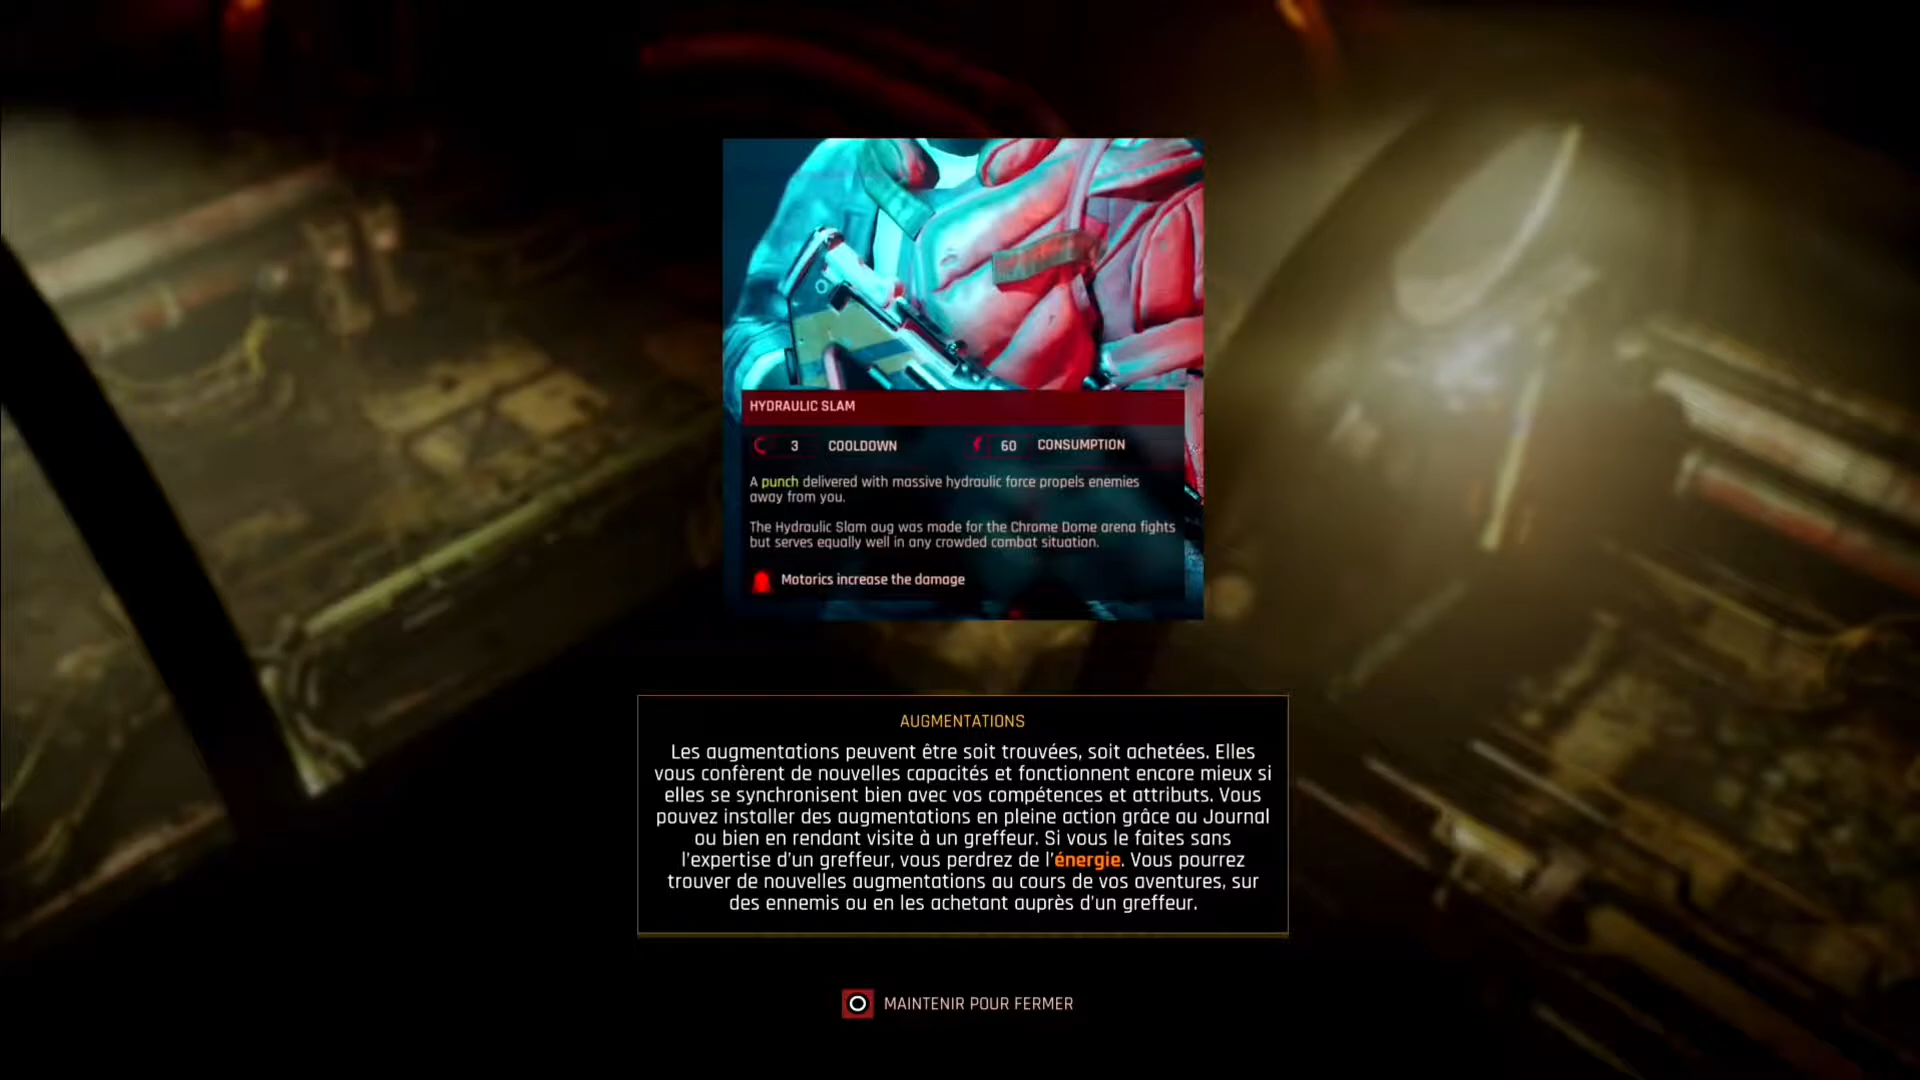 HYDRAULIC SLAM
3 COOLDOWN 60 CONSUMPTION
A punch delivered with massive hydraulic force propels enemies
away from you.
The Hydraulic Slam aug was made for the Chrome Dome arena fights
but serves equally well in any crowded combat situation.
Motorics increase the damage
AUGMENTATIONS
Les augmentations peuvent être soit trouvées, soit achetées. Elles
vous confèrent de nouvelles capacités et fonctionnent encore mieux si
elles se synchronisent bien avec vos compétences et attributs. Vous
pouvez installer des augmentations en pleine action grâce au Journal
ou bien en rendant visite à un greffeur. Si vous le faites sans
l'expertise d'un greffeur, vous perdrez de l'énergie. Vous pourrez
trouver de nouvelles augmentations au cours de vos aventures, sur
des ennemis ou en les achetant auprès d'un greffeur.
MAINTENIR POUR FERMER